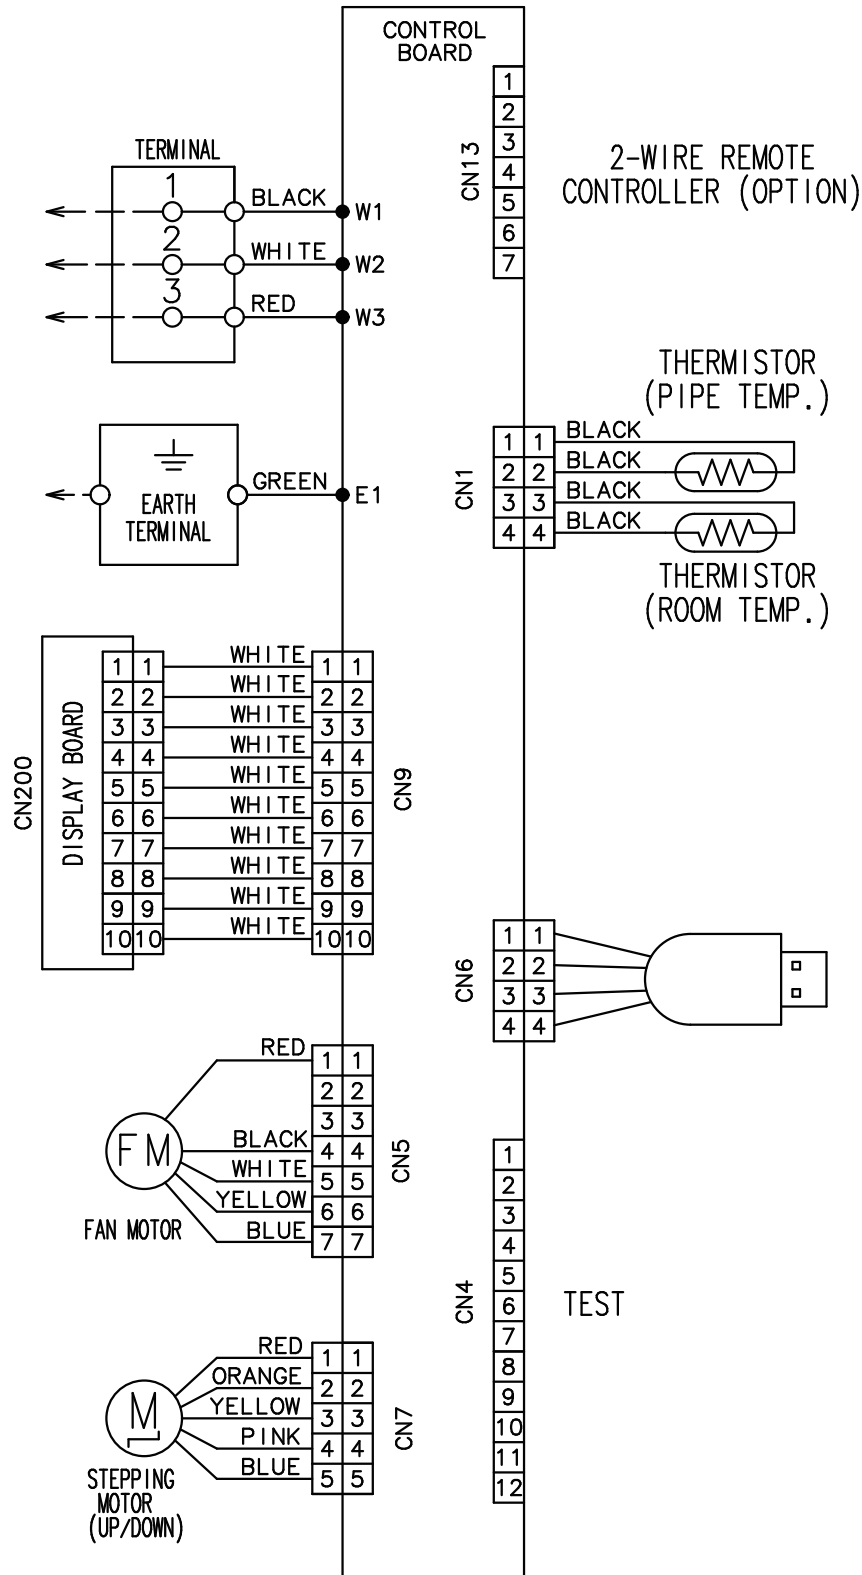 CONTROL
BOARD
CN13
1
2
3
4
5
6
7
2-WIRE REMOTE
CONTROLLER (OPTION)
TERMINAL
1
BLACK
W1
2
WHITE
W2
3
RED
W3
EARTH
TERMINAL
GREEN
E1
THERMISTOR
(PIPE TEMP.)
CN1
1 1 BLACK
2 2 BLACK
3 3 BLACK
4 4 BLACK
THERMISTOR
(ROOM TEMP.)
CN200
DISPLAY BOARD
1 1 WHITE 1 1
2 2 WHITE 2 2
3 3 WHITE 3 3
4 4 WHITE 4 4
5 5 WHITE 5 5
6 6 WHITE 6 6
7 7 WHITE 7 7
8 8 WHITE 8 8
9 9 WHITE 9 9
10 10 WHITE 10 10
CN9
CN6
1 1
2 2
3 3
4 4
FM
FAN MOTOR
RED 1 1
2 2
3 3
BLACK 4 4
WHITE 5 5
YELLOW 6 6
BLUE 7 7
CN5
CN4
1
2
3
4
5
6
7
8
9
10
11
12
TEST
M
STEPPING
MOTOR
(UP/DOWN)
RED 1 1
ORANGE 2 2
YELLOW 3 3
PINK 4 4
BLUE 5 5
CN7